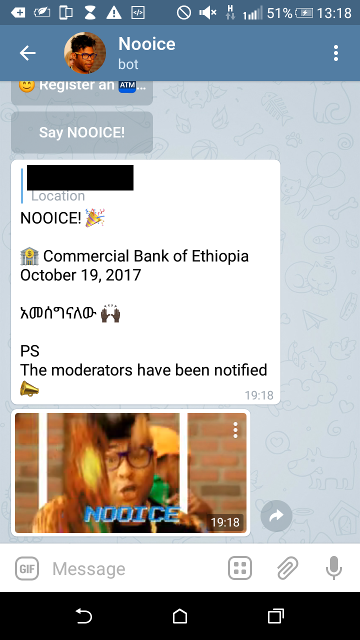 51% 13:18
Nooice
bot
😊 Register an 🏧...
Say NOOICE!
Location
NOOICE! 🎉
🏦 Commercial Bank of Ethiopia
October 19, 2017
አመሰግናለው 🙌🏿
PS
The moderators have been notified
📣
19:18
NOOICE
19:18
GIF Message